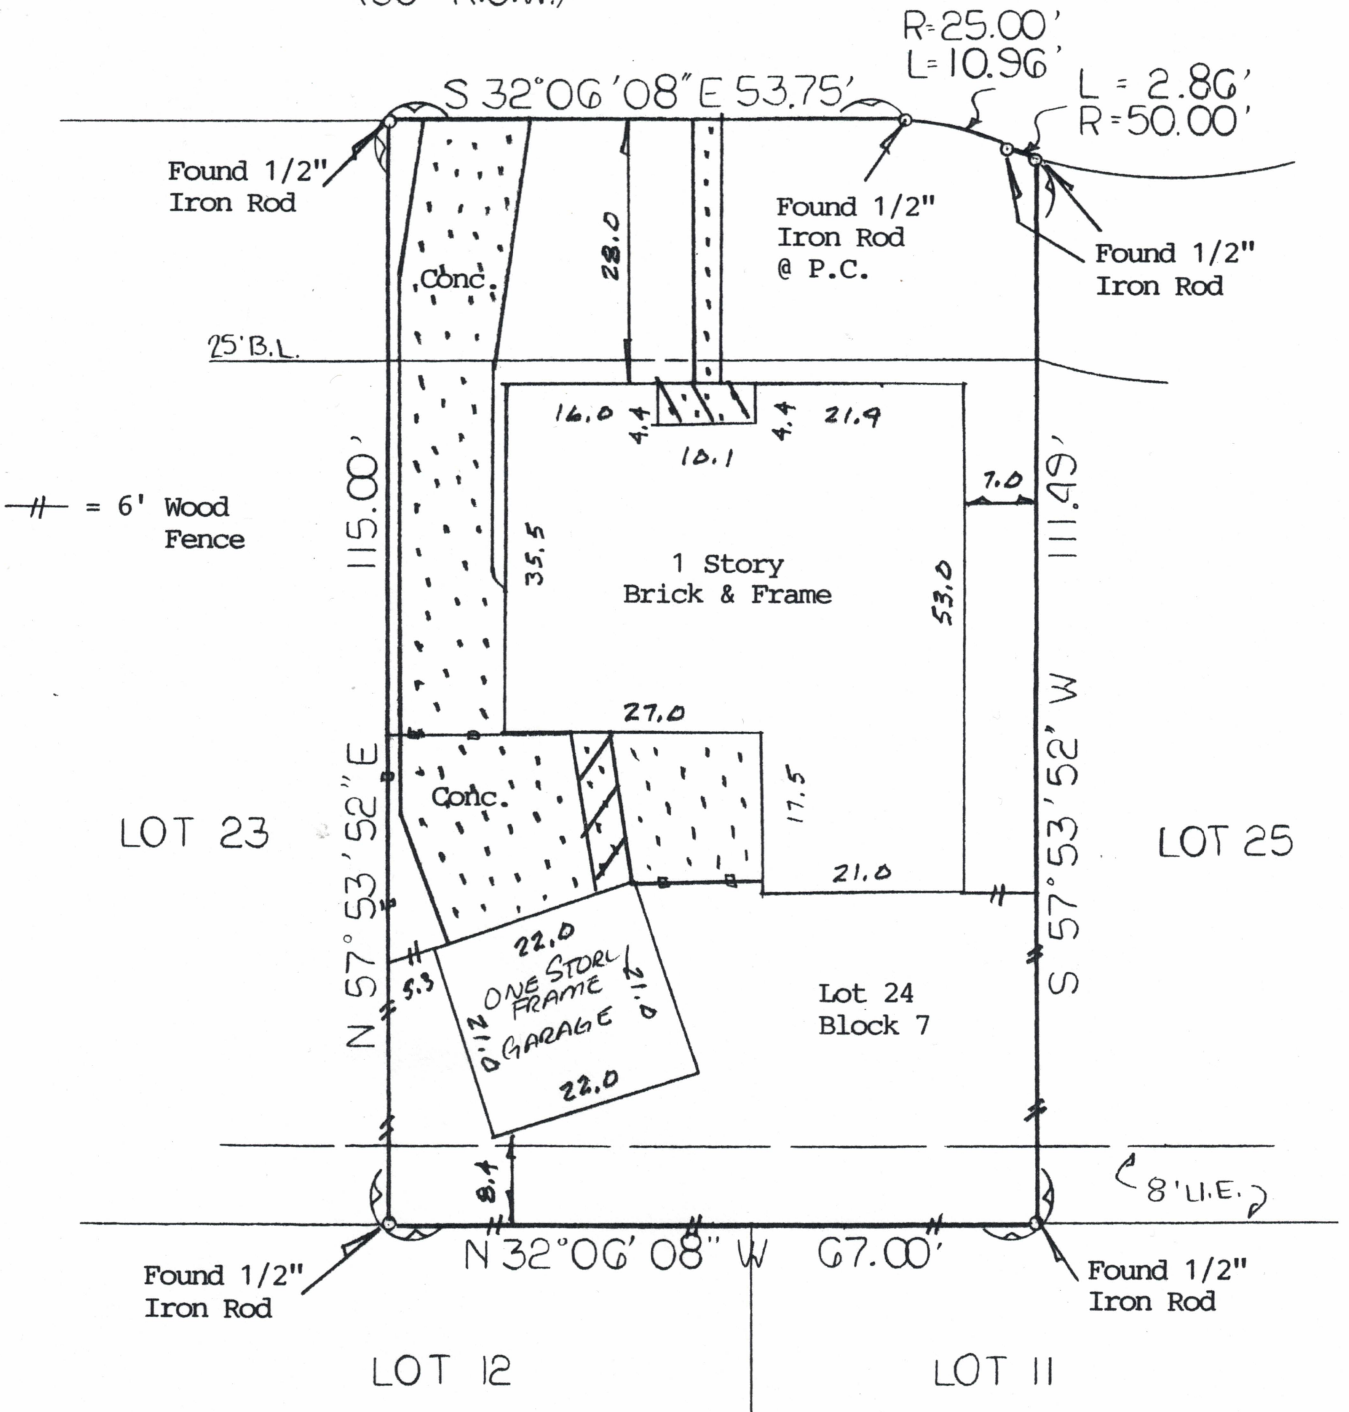 R=25.00'
L=10.96'
L = 2.86'
R=50.00'
S 32°06'08"E 53.75'
Found 1/2"
Iron Rod
Found 1/2"
Iron Rod
@ P.C.
Found 1/2"
Iron Rod
28.0
Conc.
25' B.L.
16.0
4.4
10.1
4.4
21.9
7.0
115.00'
111.49'
-//- = 6' Wood
Fence
35.5
1 Story
Brick & Frame
53.0
27.0
17.5
21.0
Conc.
N 57°53'52"E
S 57°53'52"W
LOT 23
LOT 25
5.3
22.0
21.0
ONE STORY
FRAME
GARAGE
21.0
22.0
Lot 24
Block 7
8.4
8' U.E.
N 32°06'08" W 67.00'
Found 1/2"
Iron Rod
Found 1/2"
Iron Rod
LOT 12
LOT 11